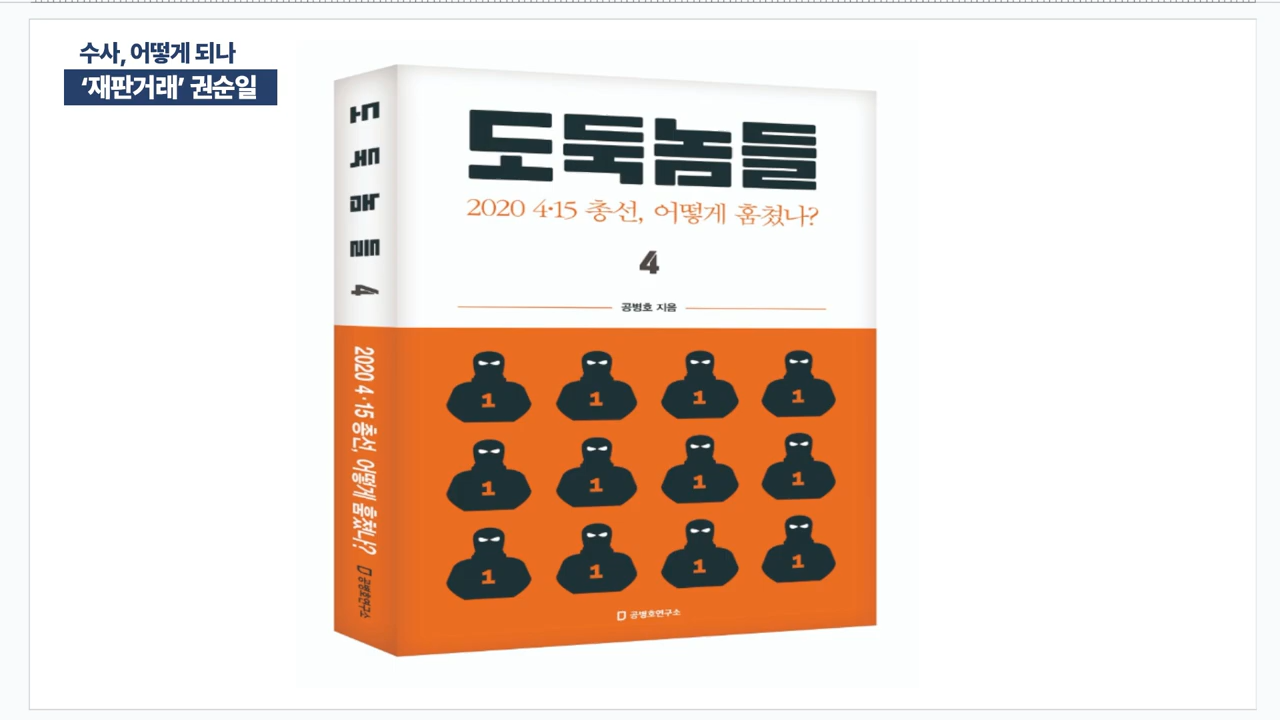 수사, 어떻게 되나
‘재판거래’ 권순일
도둑놈들 4
2020 4·15 총선, 어떻게 훔쳤나?
공병호연구소
도둑놈들
2020 4·15 총선, 어떻게 훔쳤나?
4
공병호 지음
1 1 1 1
1 1 1 1
1 1 1 1
공병호연구소